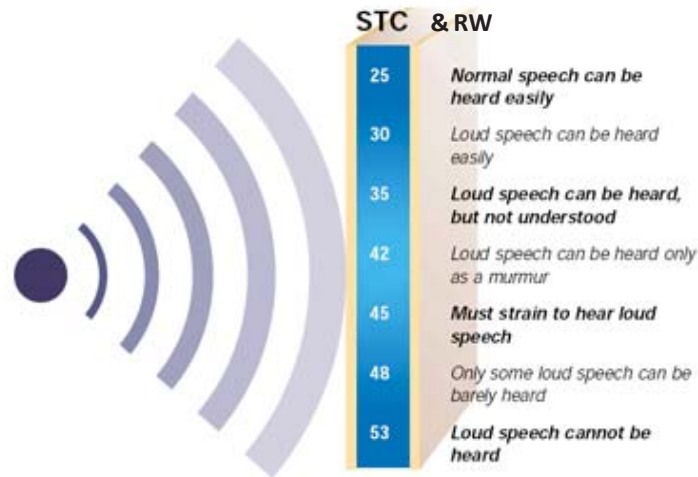 STC & RW
25 Normal speech can be
heard easily
30 Loud speech can be heard
easily
35 Loud speech can be heard,
but not understood
42 Loud speech can be heard only
as a murmur
45 Must strain to hear loud
speech
48 Only some loud speech can be
barely heard
53 Loud speech cannot be
heard